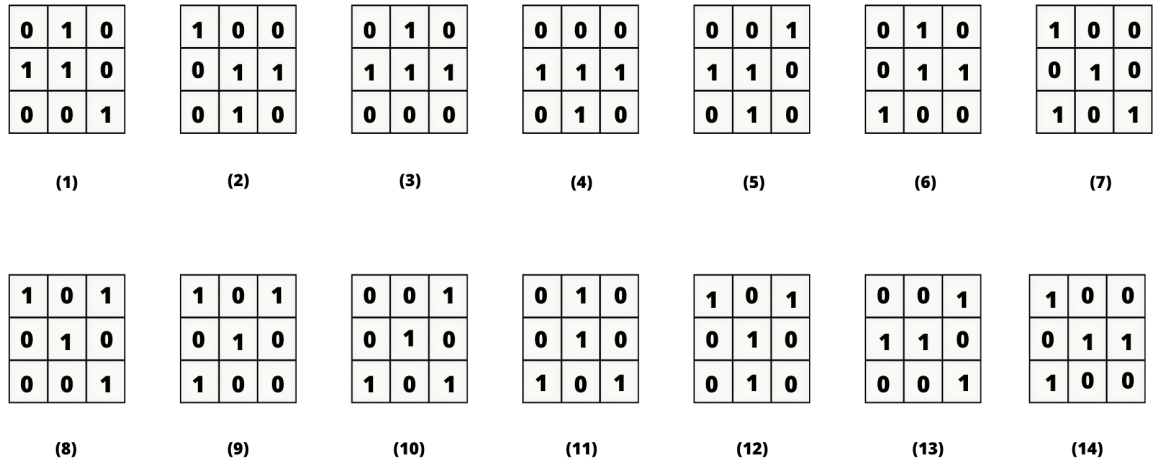 0 1 0 1 0 0 0 1 0 0 0 0 0 0 1 0 1 0 1 0 0
1 1 0 0 1 1 1 1 1 1 1 1 1 1 0 0 1 1 0 1 0
0 0 1 0 1 0 0 0 0 0 1 0 0 1 0 1 0 0 1 0 1
(1) (2) (3) (4) (5) (6) (7)
1 0 1 1 0 1 0 0 1 0 1 0 1 0 1 0 0 1 1 0 0
0 1 0 0 1 0 0 1 0 0 1 0 0 1 0 1 1 0 0 1 1
0 0 1 1 0 0 1 0 1 1 0 1 0 1 0 0 0 1 1 0 0
(8) (9) (10) (11) (12) (13) (14)